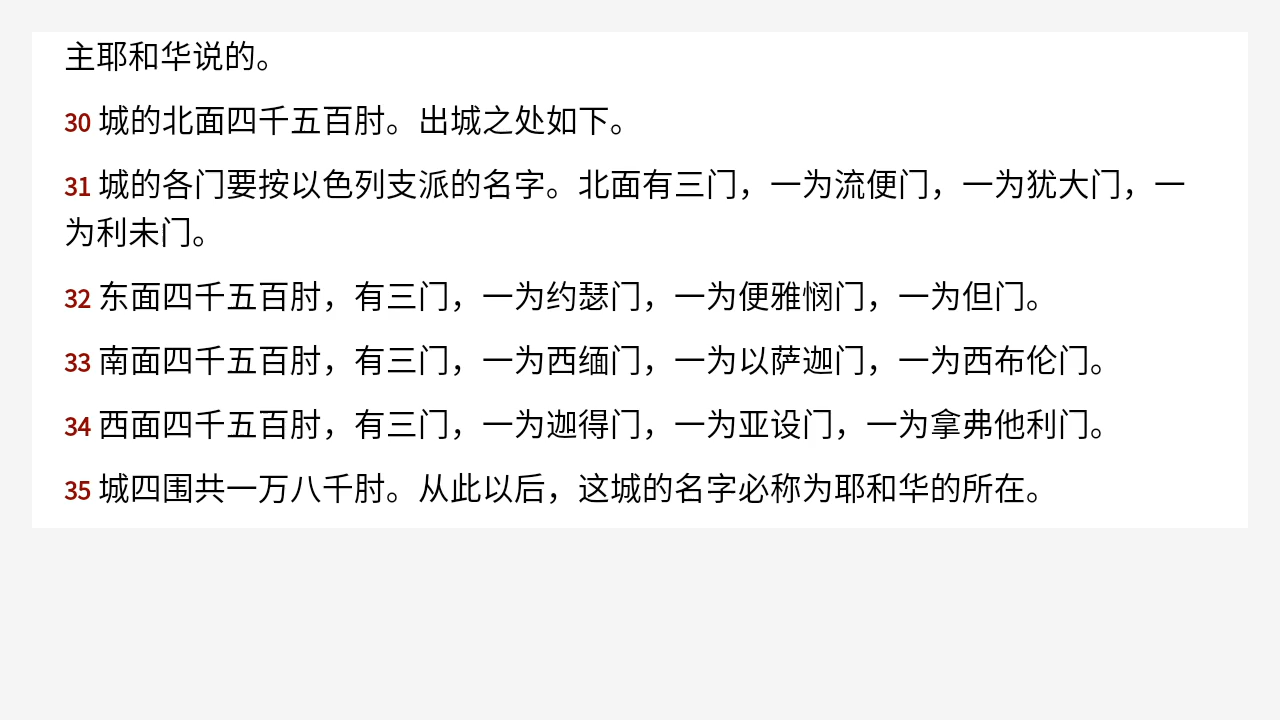 主耶和华说的。
30 城的北面四千五百肘。出城之处如下。
31 城的各门要按以色列支派的名字。北面有三门，一为流便门，一为犹大门，一
为利未门。
32 东面四千五百肘，有三门，一为约瑟门，一为便雅悯门，一为但门。
33 南面四千五百肘，有三门，一为西缅门，一为以萨迦门，一为西布伦门。
34 西面四千五百肘，有三门，一为迦得门，一为亚设门，一为拿弗他利门。
35 城四围共一万八千肘。从此以后，这城的名字必称为耶和华的所在。